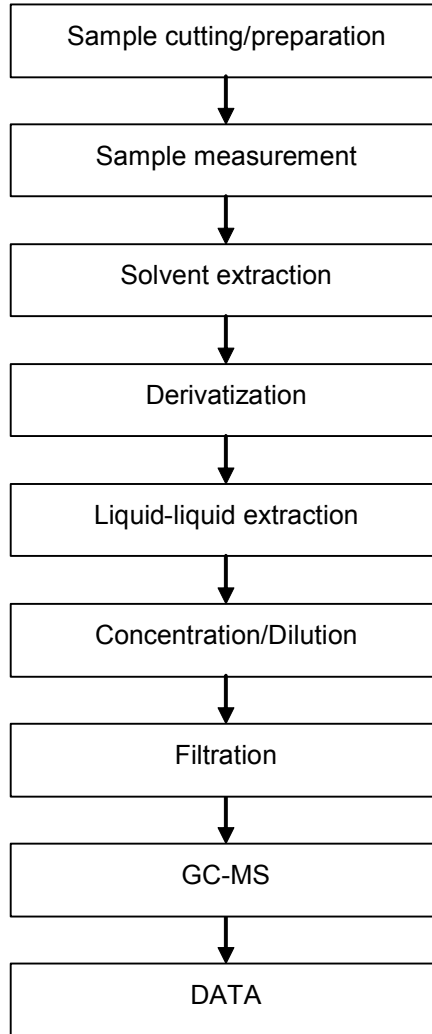 Sample cutting/preparation
Sample measurement
Solvent extraction
Derivatization
Liquid-liquid extraction
Concentration/Dilution
Filtration
GC-MS
DATA